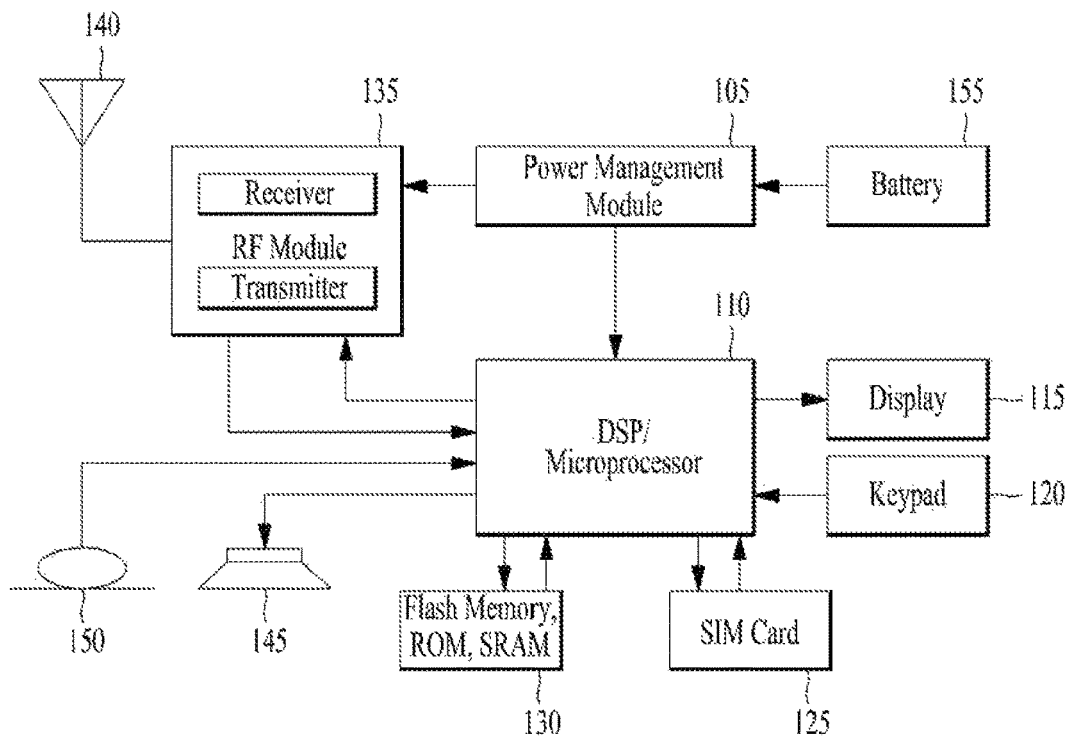 140
135
105
155
Receiver
RF Module
Transmitter
Power Management
Module
Battery
110
DSP/
Microprocessor
Display
115
Keypad
120
150
145
Flash Memory,
ROM, SRAM
130
SIM Card
125